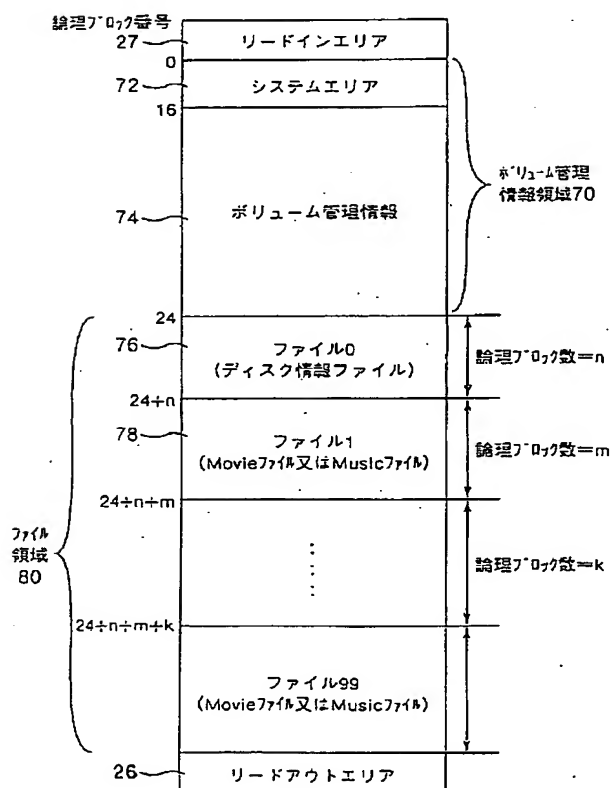 論理ブロック番号
27
リードインエリア
0
72
システムエリア
16
74
ボリューム管理情報
ボリューム管理
情報領域70
24
76
ファイル0
(ディスク情報ファイル)
論理ブロック数=n
24+n
78
ファイル1
(Movieファイル又はMusicファイル)
論理ブロック数=m
24+n+m
ファイル
領域
80
論理ブロック数=k
24+n+m+k
ファイル99
(Movieファイル又はMusicファイル)
26
リードアウトエリア